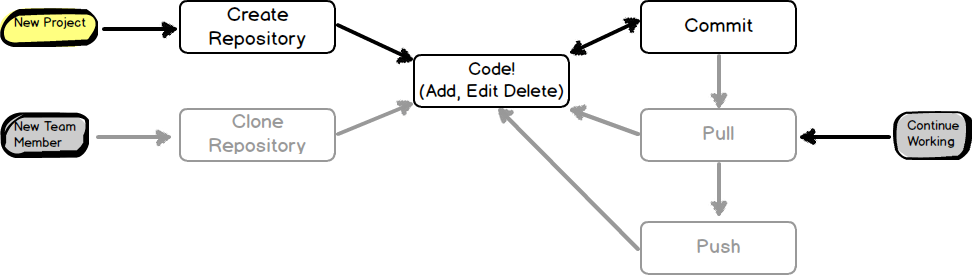 New Project
Create
Repository
Commit
Code!
(Add, Edit Delete)
New Team
Member
Clone
Repository
Pull
Continue
Working
Push